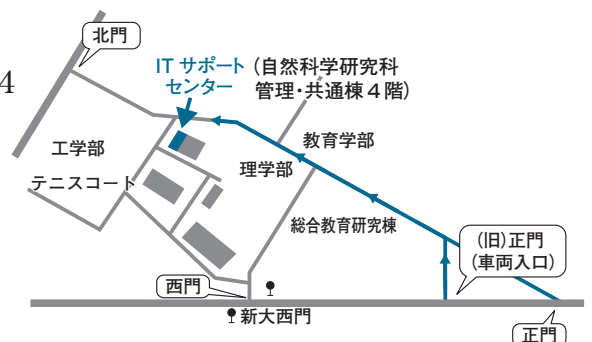 北門
4
ITサポート
センター
(自然科学研究科
管理・共通棟4階)
教育学部
工学部
理学部
テニスコート
総合教育研究棟
(旧)正門
(車両入口)
西門
新大西門
正門